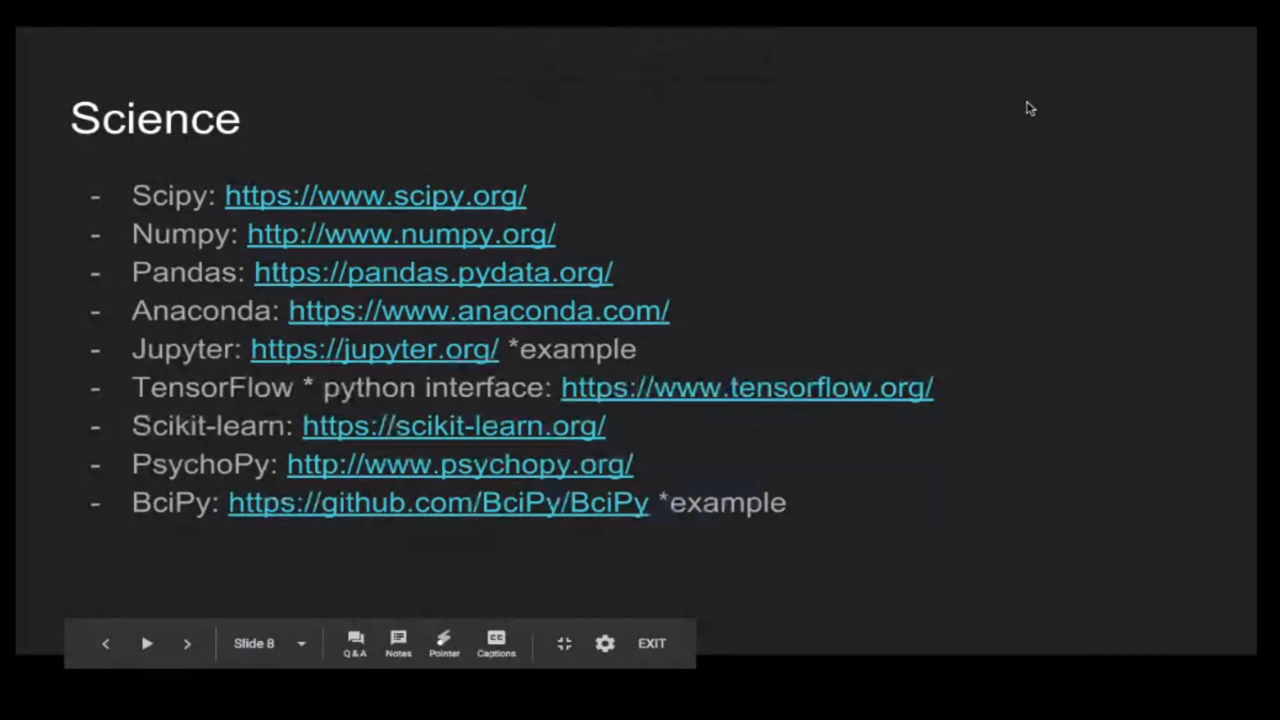 Science
- Scipy: https://www.scipy.org/
- Numpy: http://www.numpy.org/
- Pandas: https://pandas.pydata.org/
- Anaconda: https://www.anaconda.com/
- Jupyter: https://jupyter.org/ *example
- TensorFlow * python interface: https://www.tensorflow.org/
- Scikit-learn: https://scikit-learn.org/
- PsychoPy: http://www.psychopy.org/
- BciPy: https://github.com/BciPy/BciPy *example
Slide 8 Q&A Notes Pointer CC Captions EXIT